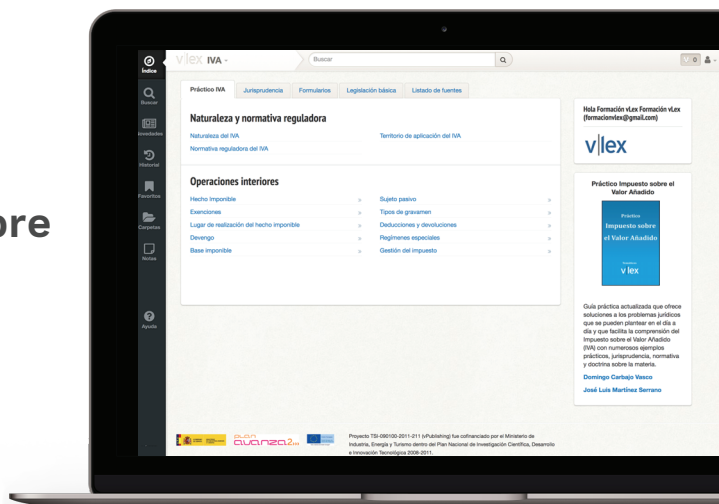 bre
Índice
Buscar
Novedades
Historial
Favoritos
Carpetas
Notas
Ayuda
v|lex IVA
Buscar
0
Práctico IVA
Jurisprudencia
Formularios
Legislación básica
Listado de fuentes
Naturaleza y normativa reguladora
Naturaleza del IVA
Territorio de aplicación del IVA
Normativa reguladora del IVA
Operaciones interiores
Hecho Imponible »
Sujeto pasivo »
Exenciones »
Tipos de gravamen »
Lugar de realización del hecho imponible »
Deducciones y devoluciones »
Devengo »
Regímenes especiales »
Base imponible »
Gestión del impuesto »
Hola Formación vLex Formación vLex
(formacionvlex@gmail.com)
v|lex
Práctico Impuesto sobre el
Valor Añadido
Práctico
Impuesto sobre
el Valor Añadido
v|lex
Guía práctica actualizada que ofrece
soluciones a los problemas jurídicos
que se pueden plantear en el día a
día y que facilita la comprensión del
Impuesto sobre el Valor Añadido
(IVA) con numerosos ejemplos
prácticos, jurisprudencia, normativa
y doctrina sobre la materia.
Domingo Carbajo Vasco
José Luis Martínez Serrano
plan
avanza2
Proyecto TSI-090100-2011-211 (vPublishing) fue cofinanciado por el Ministerio de
Industria, Energía y Turismo dentro del Plan Nacional de Investigación Científica, Desarrollo
e Innovación Tecnológica 2008-2011.